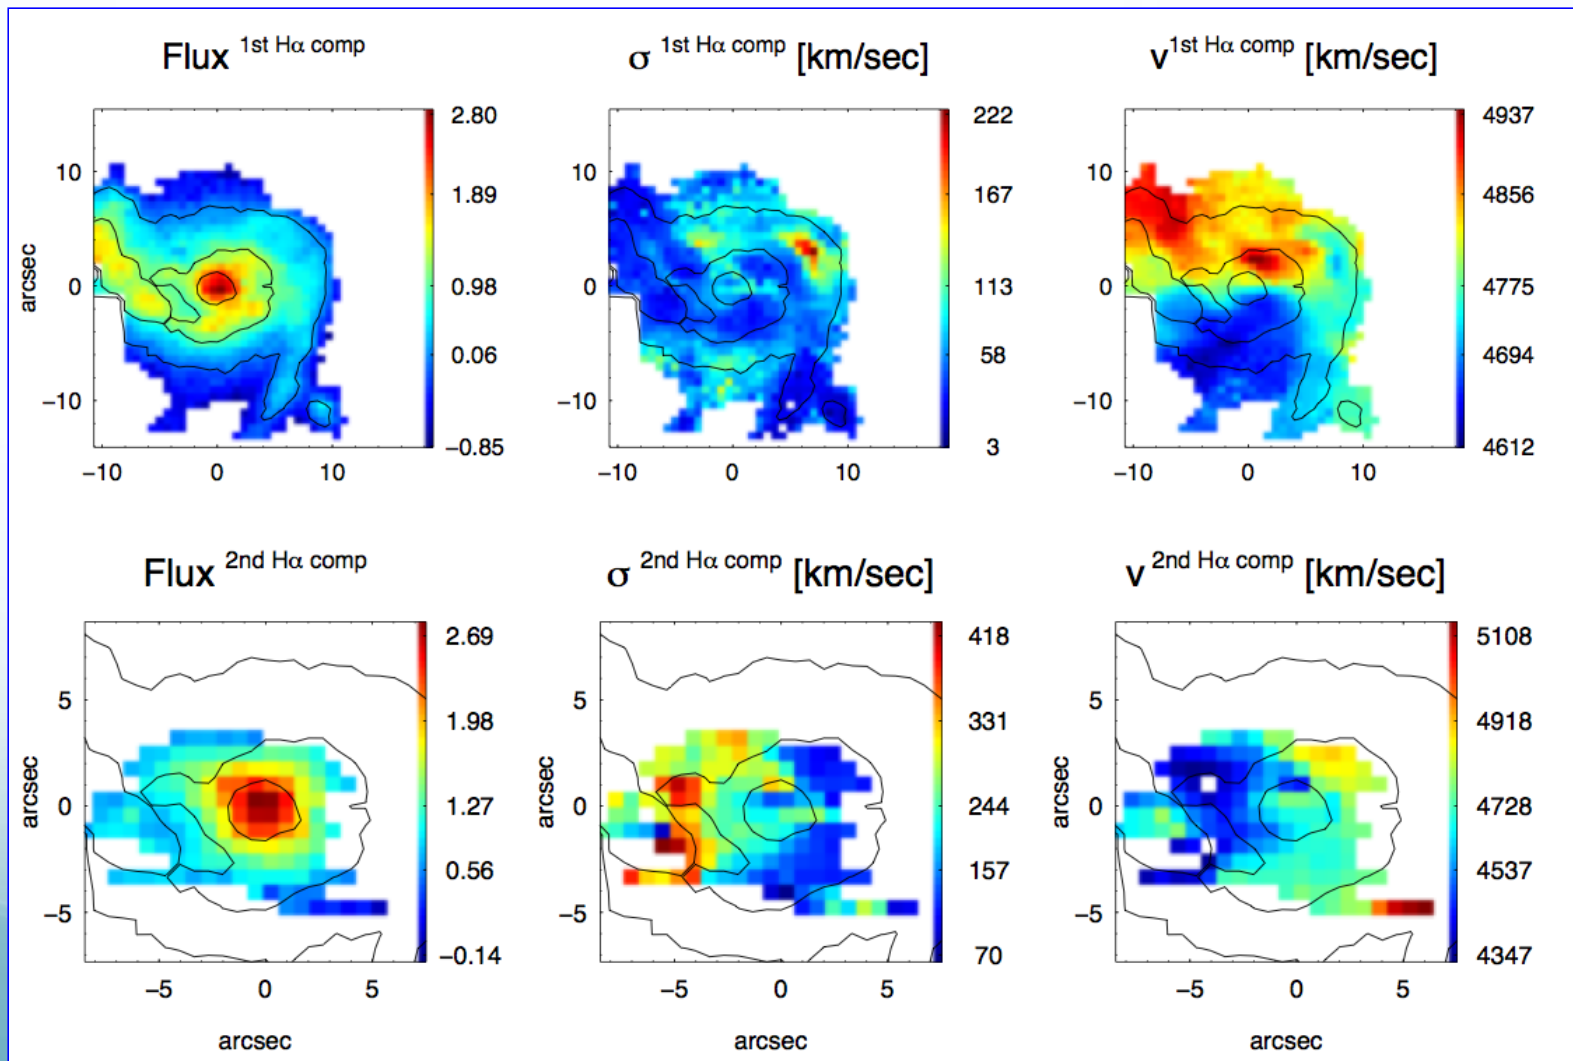 Flux 1st Hα comp
σ 1st Hα comp [km/sec]
v 1st Hα comp [km/sec]
arcsec
10
0
−10
−10 0 10
2.80
1.89
0.98
0.06
−0.85
10
0
−10
−10 0 10
222
167
113
58
3
10
0
−10
−10 0 10
4937
4856
4775
4694
4612
Flux 2nd Hα comp
σ 2nd Hα comp [km/sec]
v 2nd Hα comp [km/sec]
arcsec
5
0
−5
−5 0 5
arcsec
2.69
1.98
1.27
0.56
−0.14
arcsec
5
0
−5
−5 0 5
arcsec
418
331
244
157
70
arcsec
5
0
−5
−5 0 5
arcsec
5108
4918
4728
4537
4347